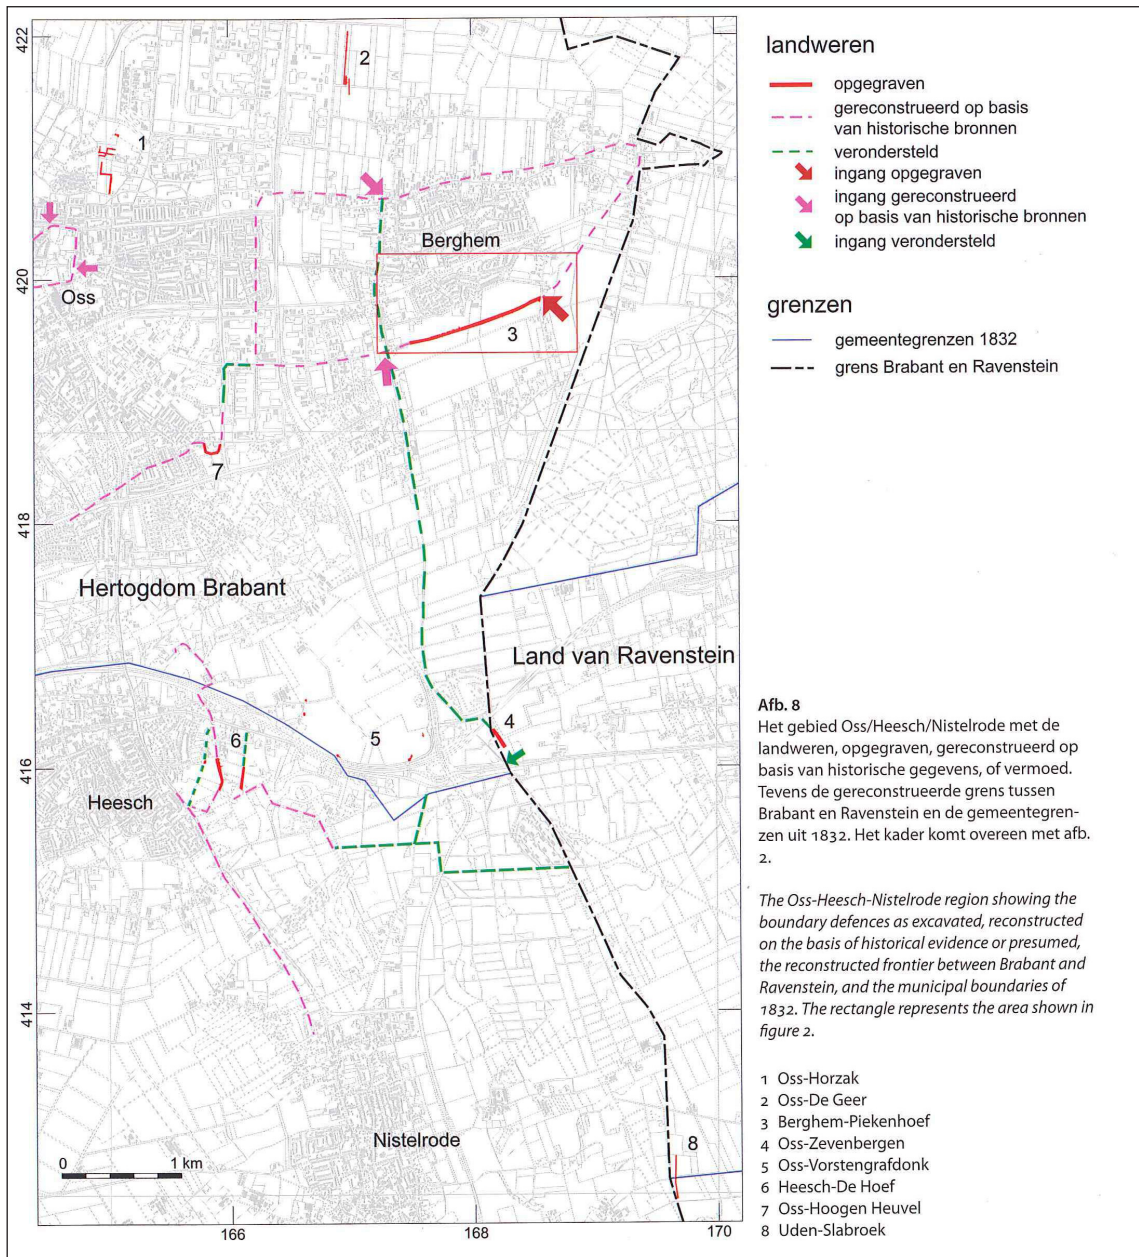 422
420
418
416
414
166
168
170
1
2
Berghem
Oss
3
7
Hertogdom Brabant
Land van Ravenstein
4
5
6
Heesch
Nistelrode
8
0 1 km
landweren
opgegraven
gereconstrueerd op basis
van historische bronnen
verondersteld
ingang opgegraven
ingang gereconstrueerd
op basis van historische bronnen
ingang verondersteld
grenzen
gemeentegrenzen 1832
grens Brabant en Ravenstein
Afb. 8
Het gebied Oss/Heesch/Nistelrode met de
landweren, opgegraven, gereconstrueerd op
basis van historische gegevens, of vermoed.
Tevens de gereconstrueerde grens tussen
Brabant en Ravenstein en de gemeentegren-
zen uit 1832. Het kader komt overeen met afb.
2.
The Oss-Heesch-Nistelrode region showing the
boundary defences as excavated, reconstructed
on the basis of historical evidence or presumed,
the reconstructed frontier between Brabant and
Ravenstein, and the municipal boundaries of
1832. The rectangle represents the area shown in
figure 2.
1 Oss-Horzak
2 Oss-De Geer
3 Berghem-Piekenhoef
4 Oss-Zevenbergen
5 Oss-Vorstengrafdonk
6 Heesch-De Hoef
7 Oss-Hoogen Heuvel
8 Uden-Slabroek